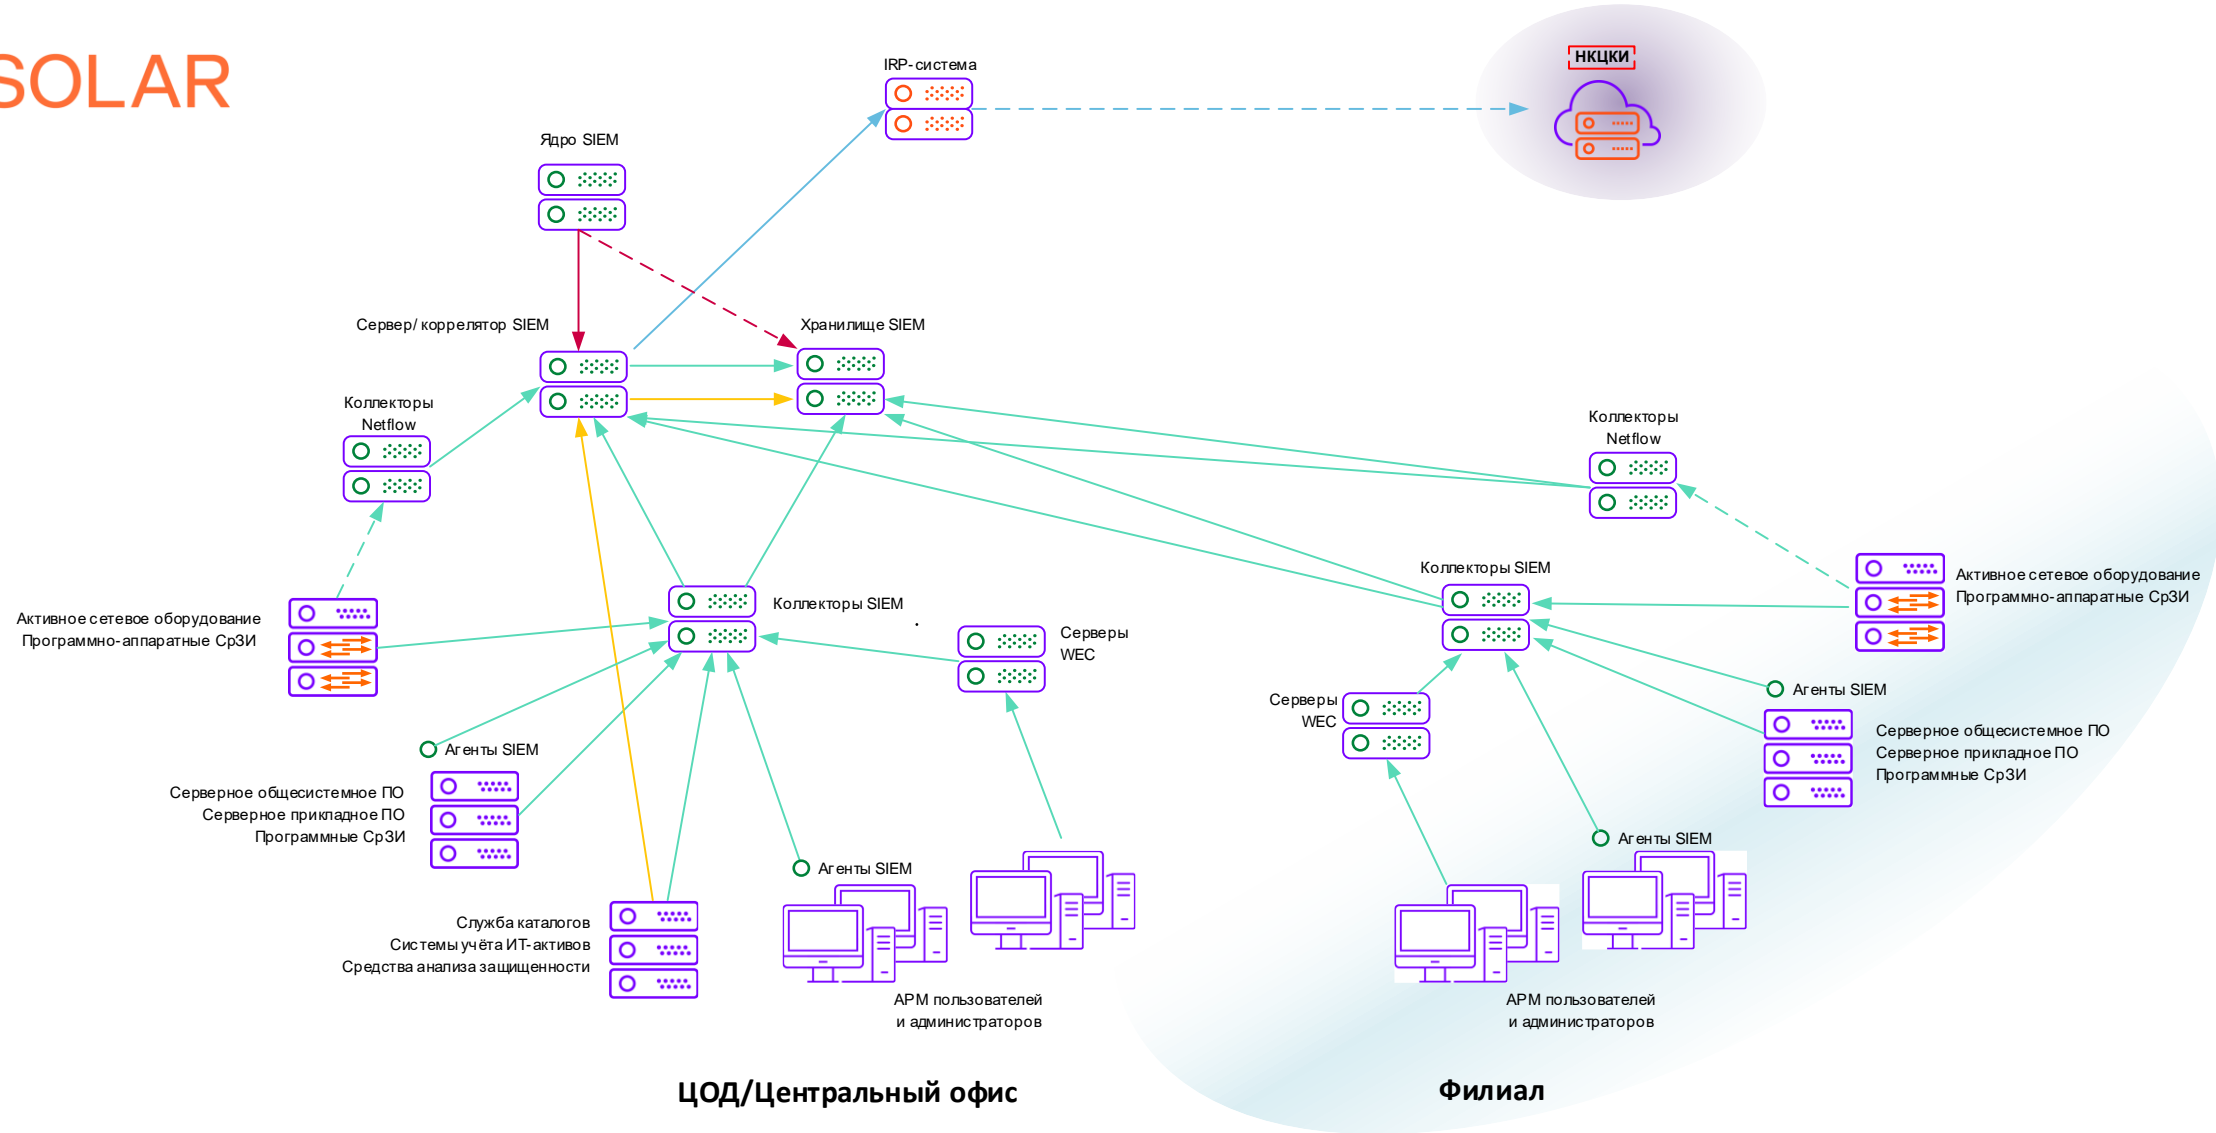 SOLAR
IRP-система
НКЦКИ
Ядро SIEM
Сервер/ коррелятор SIEM
Хранилище SIEM
Коллекторы
Netflow
Коллекторы
Netflow
Коллекторы SIEM
Активное сетевое оборудование
Программно-аппаратные СрЗИ
Активное сетевое оборудование
Программно-аппаратные СрЗИ
Коллекторы SIEM
Серверы
WEC
Серверы
WEC
Агенты SIEM
Агенты SIEM
Серверное общесистемное ПО
Серверное прикладное ПО
Программные СрЗИ
Серверное общесистемное ПО
Серверное прикладное ПО
Программные СрЗИ
Агенты SIEM
Агенты SIEM
Служба каталогов
Системы учёта ИТ-активов
Средства анализа защищенности
АРМ пользователей
и администраторов
АРМ пользователей
и администраторов
ЦОД/Центральный офис
Филиал